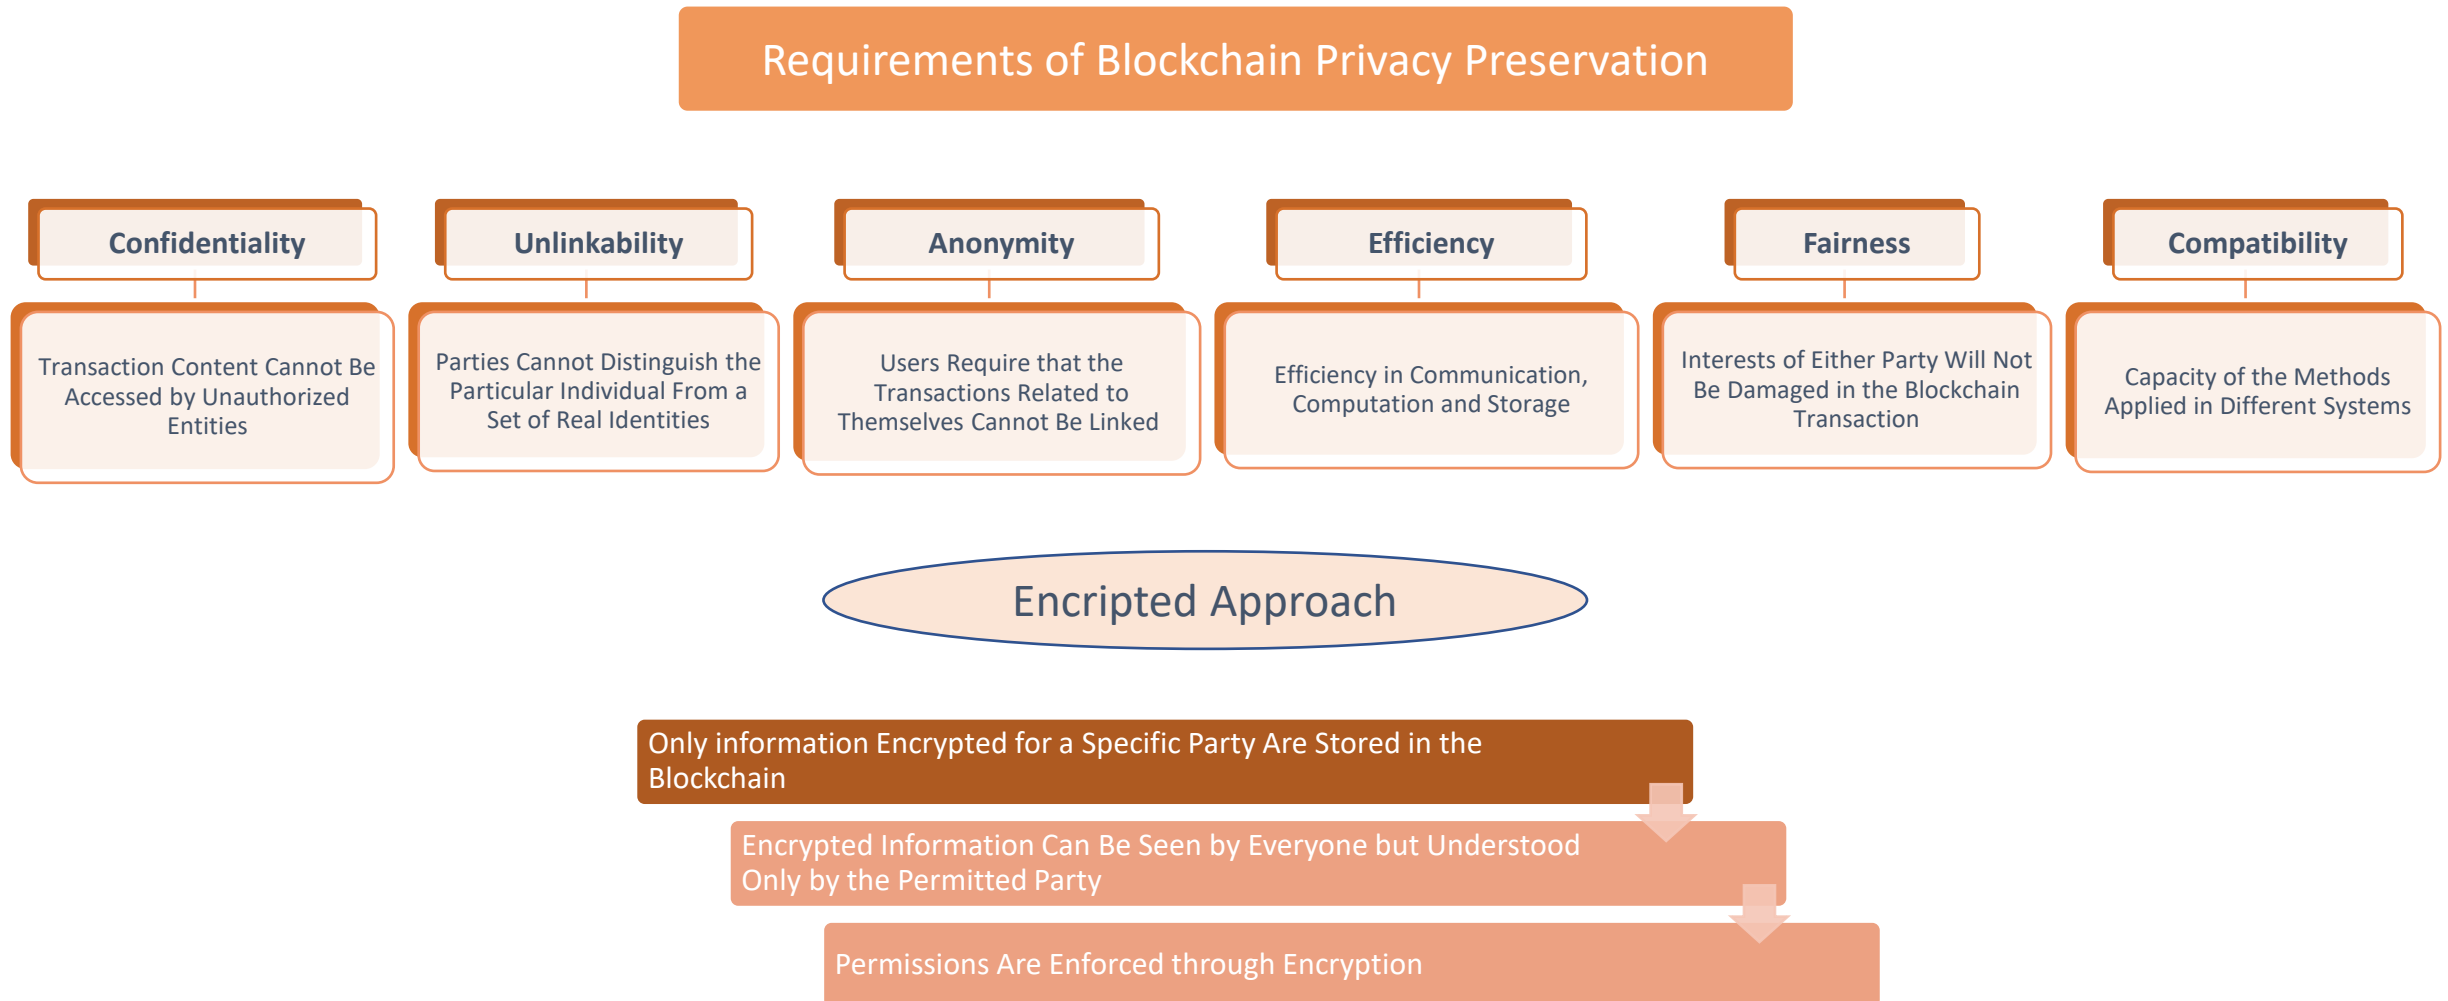 Requirements of Blockchain Privacy Preservation
Confidentiality
Transaction Content Cannot Be
Accessed by Unauthorized
Entities
Unlinkability
Parties Cannot Distinguish the
Particular Individual From a
Set of Real Identities
Anonymity
Users Require that the
Transactions Related to
Themselves Cannot Be Linked
Efficiency
Efficiency in Communication,
Computation and Storage
Fairness
Interests of Either Party Will Not
Be Damaged in the Blockchain
Transaction
Compatibility
Capacity of the Methods
Applied in Different Systems
Encripted Approach
Only information Encrypted for a Specific Party Are Stored in the
Blockchain
Encrypted Information Can Be Seen by Everyone but Understood
Only by the Permitted Party
Permissions Are Enforced through Encryption